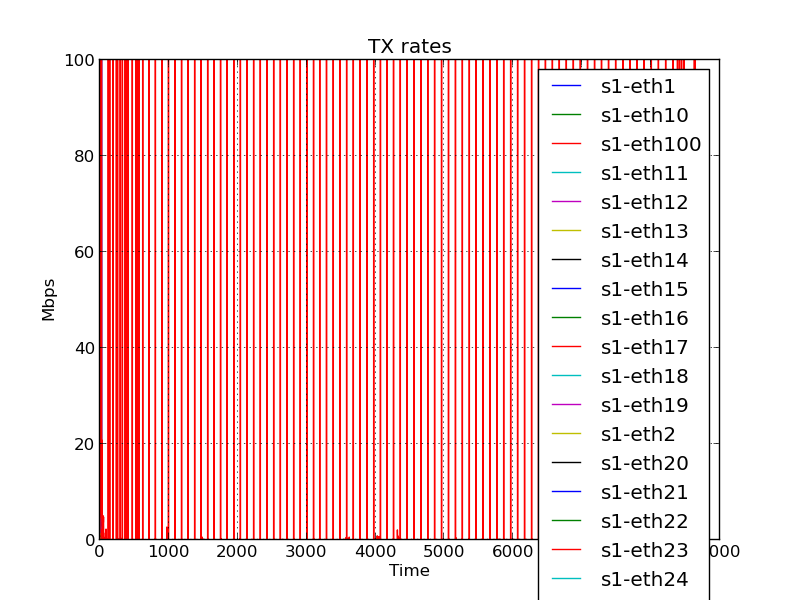 TX rates
100
80
60
40
20
0
Mbps
0 1000 2000 3000 4000 5000 6000 000
Time
s1-eth1
s1-eth10
s1-eth100
s1-eth11
s1-eth12
s1-eth13
s1-eth14
s1-eth15
s1-eth16
s1-eth17
s1-eth18
s1-eth19
s1-eth2
s1-eth20
s1-eth21
s1-eth22
s1-eth23
s1-eth24